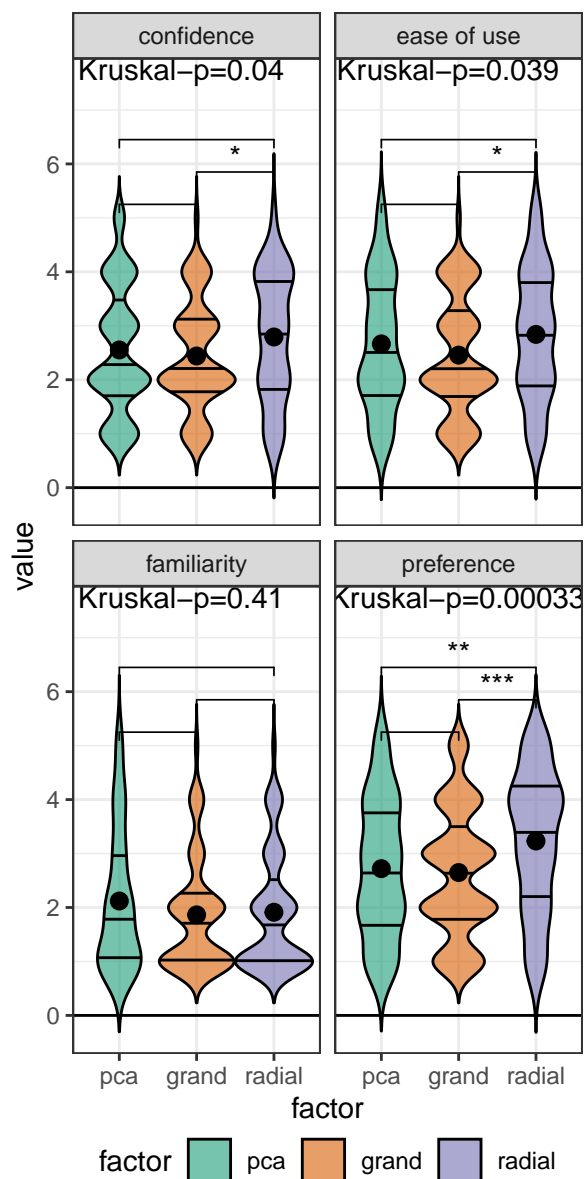 confidence
ease of use
Kruskal−p=0.04
Kruskal−p=0.039
*
*
6
4
2
0
value
familiarity
preference
Kruskal−p=0.41
Kruskal−p=0.00033
**
***
6
4
2
0
pca grand radial
pca grand radial
factor
factor pca grand radial